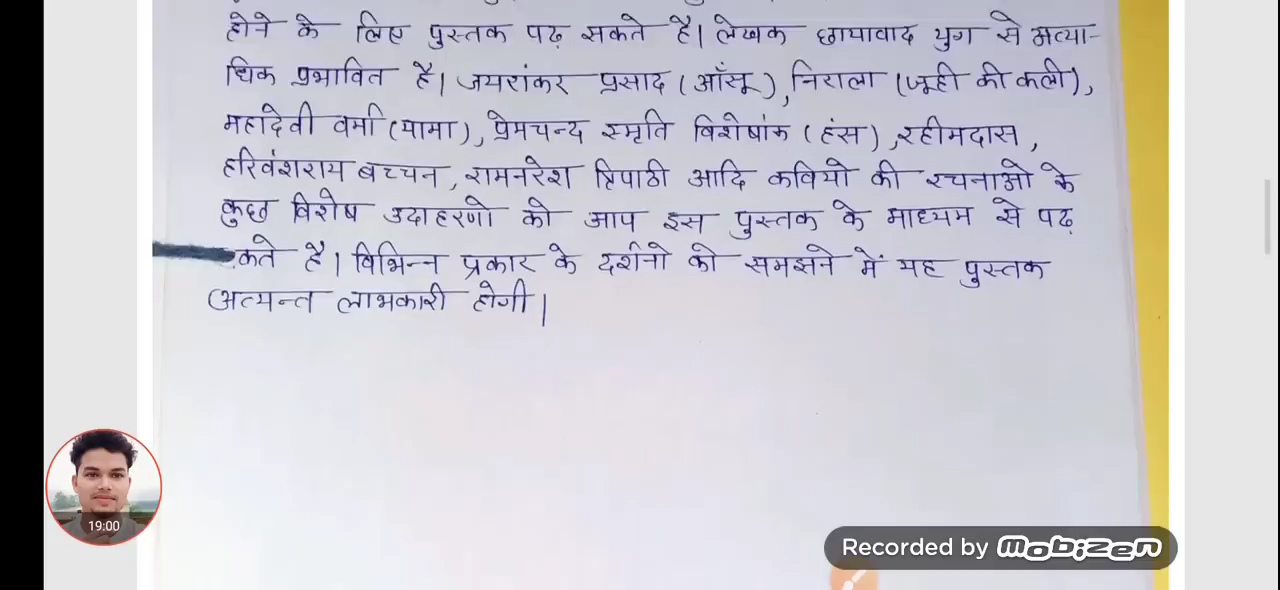 होने के लिए पुस्तक पढ़ सकते है। लेखक छायावाद युग से अत्या-
धिक प्रभावित है। जयशंकर प्रसाद (आँसू), निराला (जूही की कली),
महादेवी वर्मा (यामा), प्रेमचन्द स्मृति विशेषांक (हंस), रहीमदास,
हरिवंशराय बच्चन, रामनरेश त्रिपाठी आदि कवियो की रचनाओ के
कुछ विशेष उदाहरणो को आप इस पुस्तक के माध्यम से पढ़
कते है। विभिन्न प्रकार के दर्शनो को समझने में यह पुस्तक
अत्यन्त लाभकारी होगी।
19:00
Recorded by mobizen